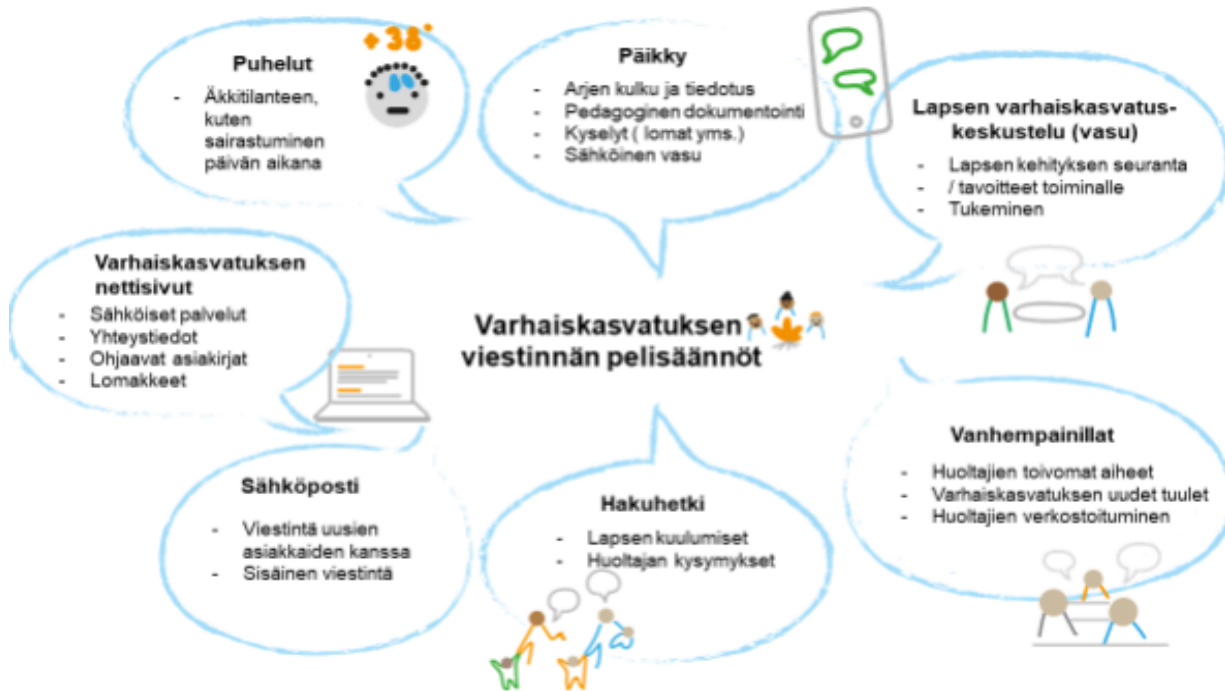 + 38°
Puhelut
- Äkkitilanteen,
kuten
sairastuminen
päivän aikana
Päikky
- Arjen kulku ja tiedotus
- Pedagoginen dokumentointi
- Kyselyt ( lomat yms.)
- Sähköinen vasu
Lapsen varhaiskasvatus-
keskustelu (vasu)
- Lapsen kehityksen seuranta
- / tavoitteet toiminalle
- Tukeminen
Varhaiskasvatuksen
nettisivut
- Sähköiset palvelut
- Yhteystiedot
- Ohjaavat asiakirjat
- Lomakkeet
Varhaiskasvatuksen
viestinnän pelisäännöt
Vanhempainillat
- Huoltajien toivomat aiheet
- Varhaiskasvatuksen uudet tuulet
- Huoltajien verkostoituminen
Sähköposti
- Viestintä uusien
asiakkaiden kanssa
- Sisäinen viestintä
Hakuhetki
- Lapsen kuulumiset
- Huoltajan kysymykset